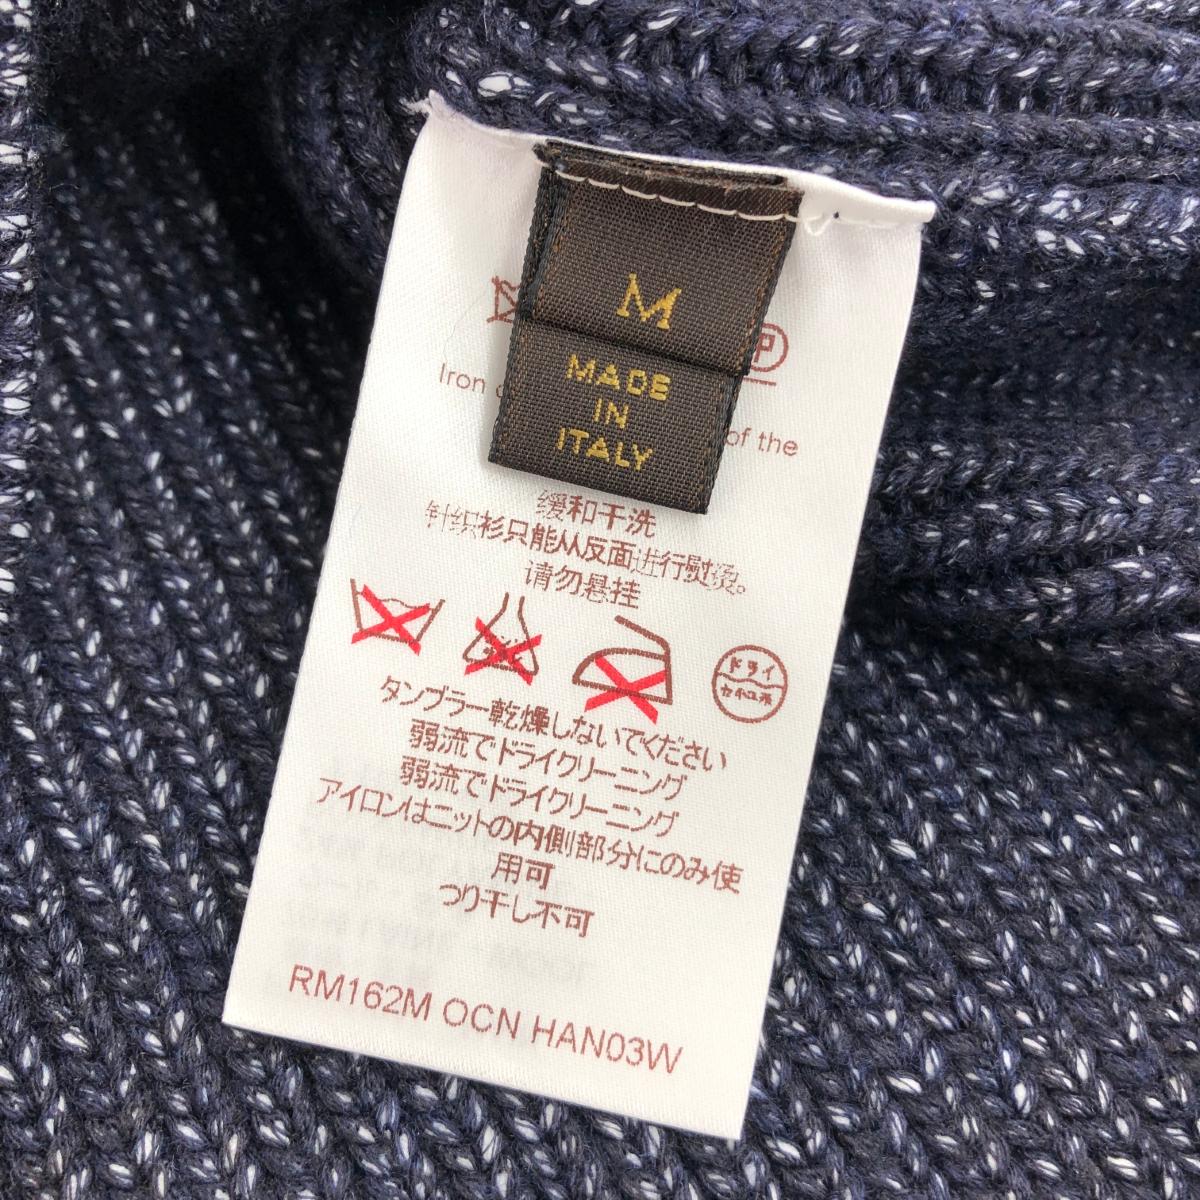 M
MADE
IN
ITALY
P
Iron
of the
缓和干洗
针织衫只能从反面进行熨烫。
请勿悬挂
ドライ
タンブラー乾燥しないでください
弱流でドライクリーニング
弱流でドライクリーニング
アイロンはニットの内側部分にのみ使
用可
つり干し不可
RM162M OCN HAN03W